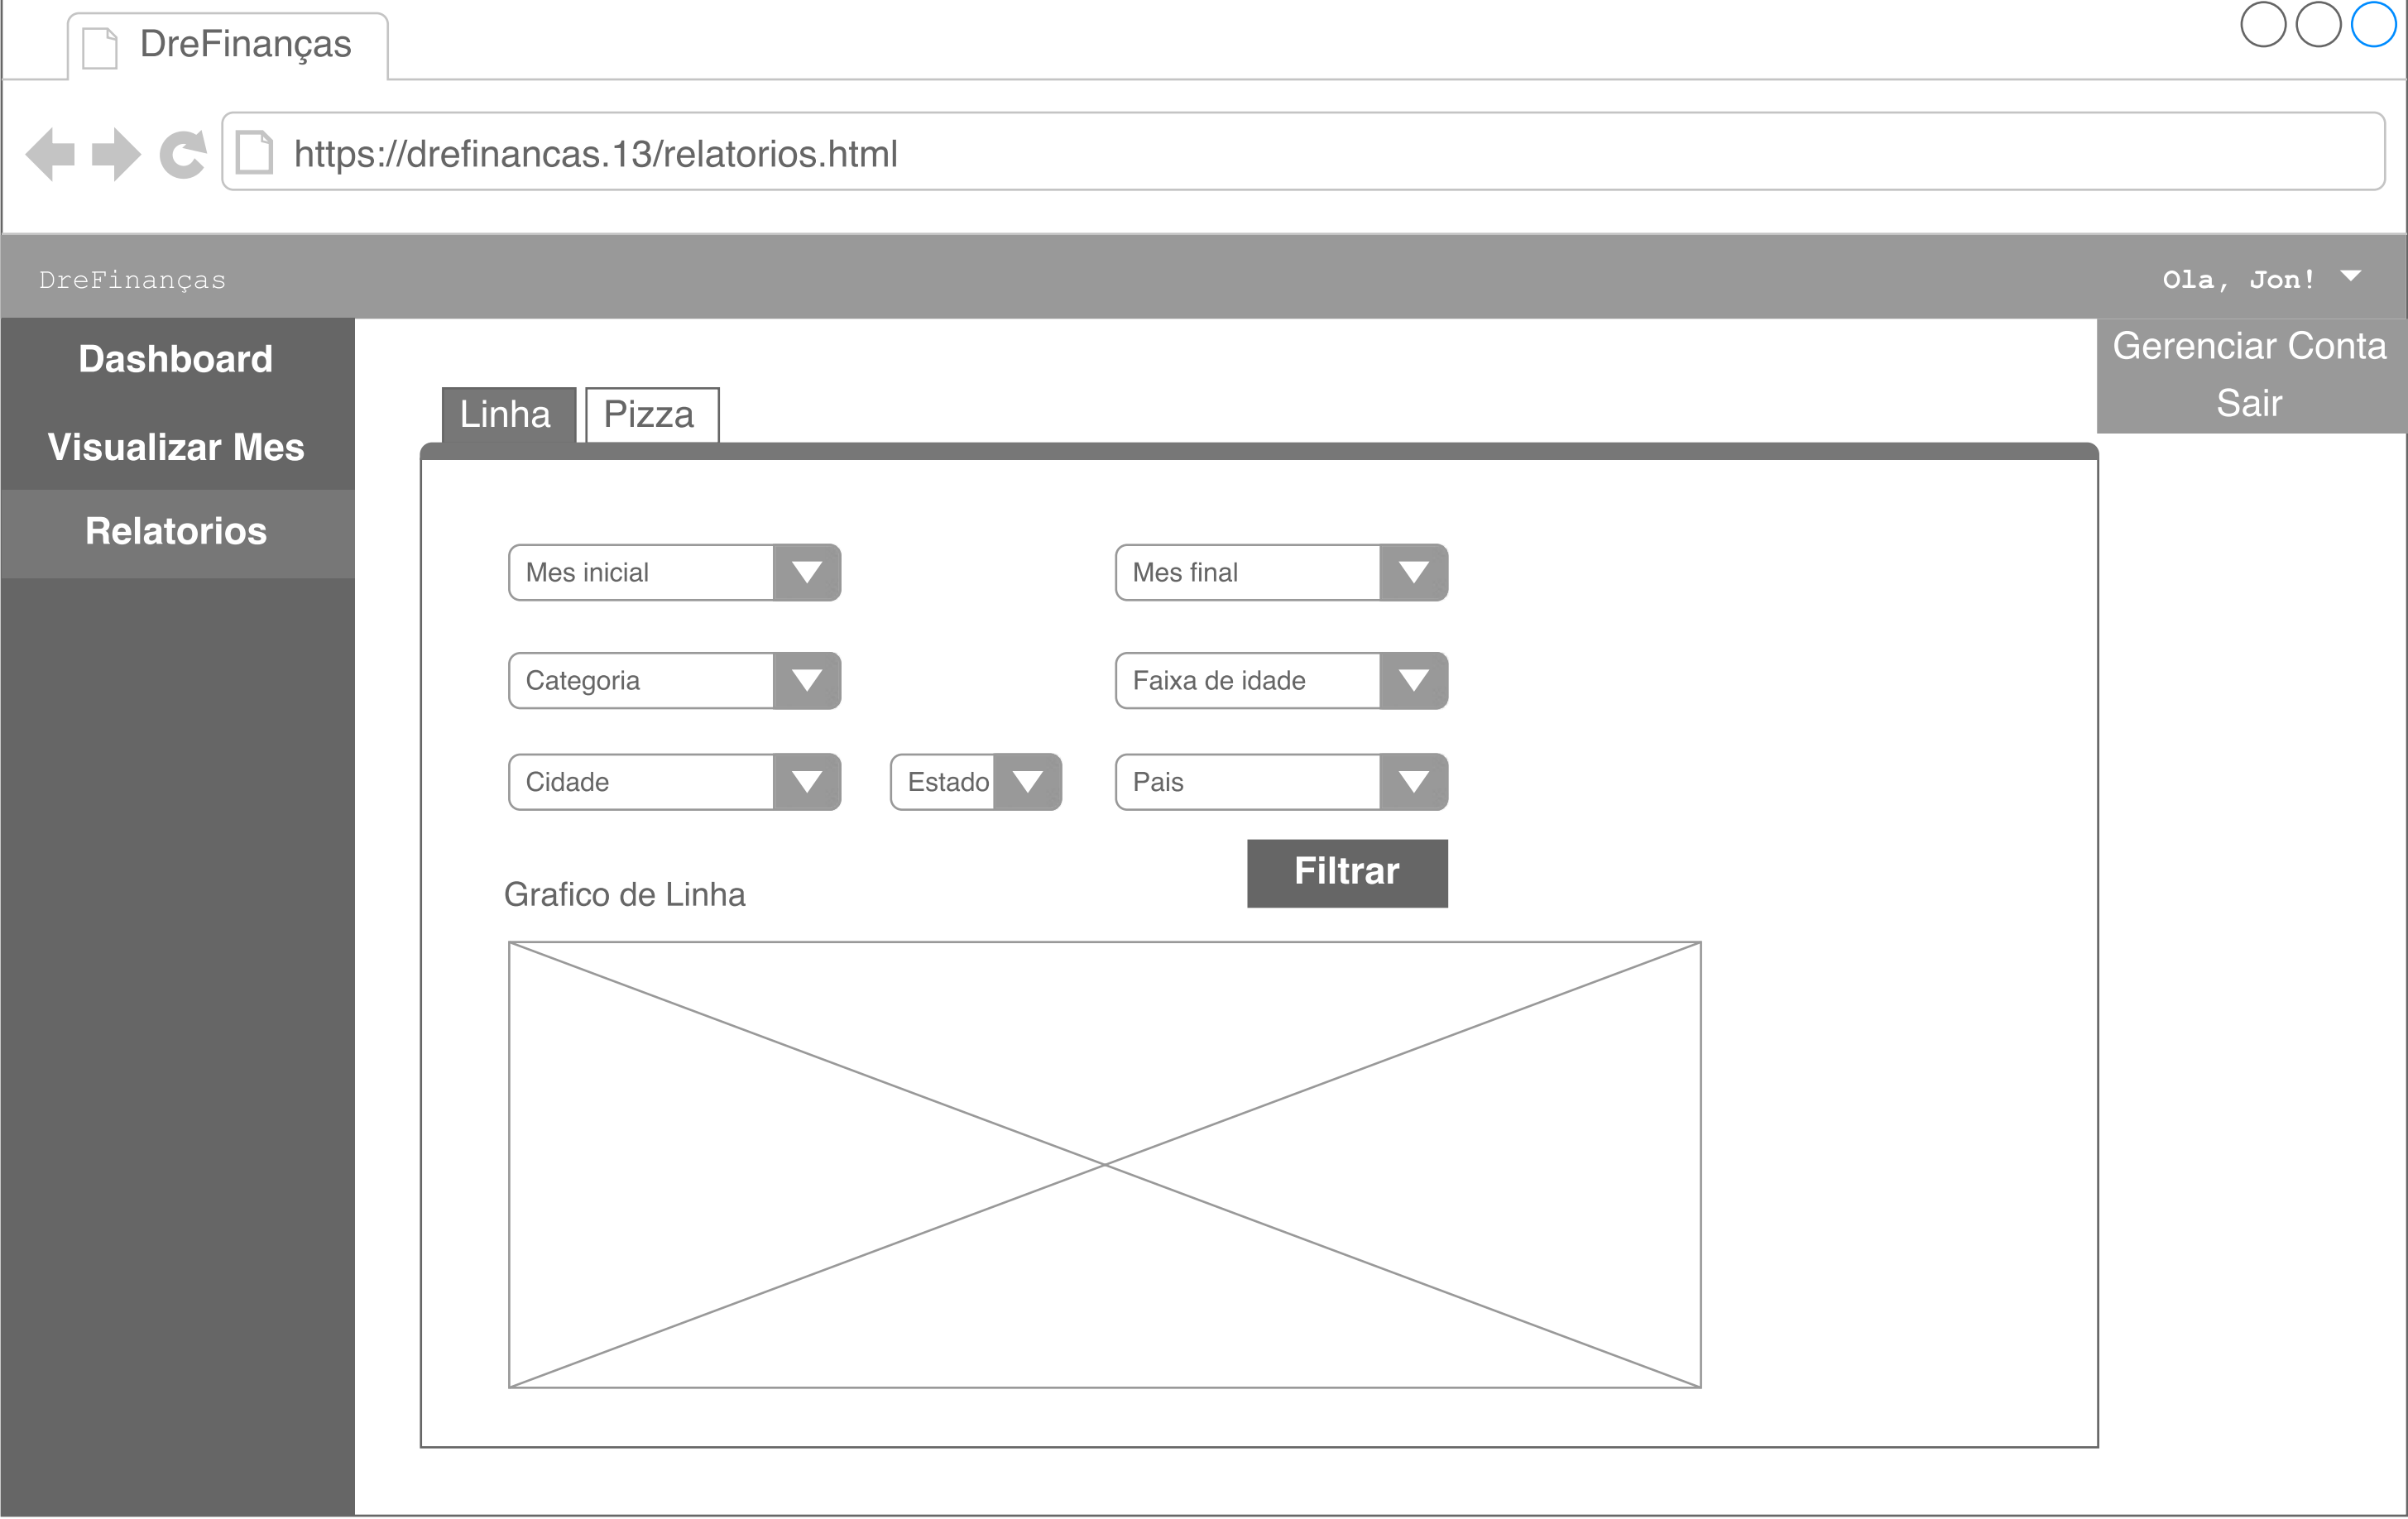 DreFinanças
https://drefinancas.13/relatorios.html
DreFinanças
Ola, Jon!
Gerenciar Conta
Sair
Dashboard
Visualizar Mes
Relatorios
Linha
Pizza
Mes inicial
Mes final
Categoria
Faixa de idade
Cidade
Estado
Pais
Filtrar
Grafico de Linha